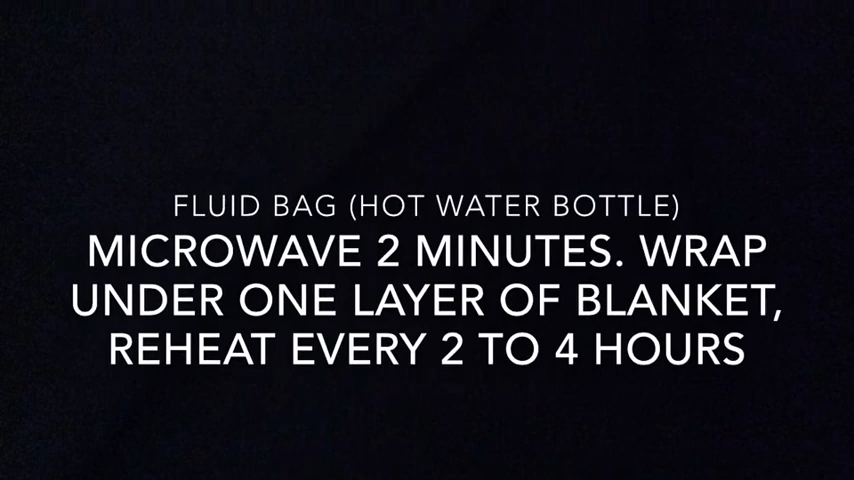 FLUID BAG (HOT WATER BOTTLE)
MICROWAVE 2 MINUTES. WRAP
UNDER ONE LAYER OF BLANKET,
REHEAT EVERY 2 TO 4 HOURS